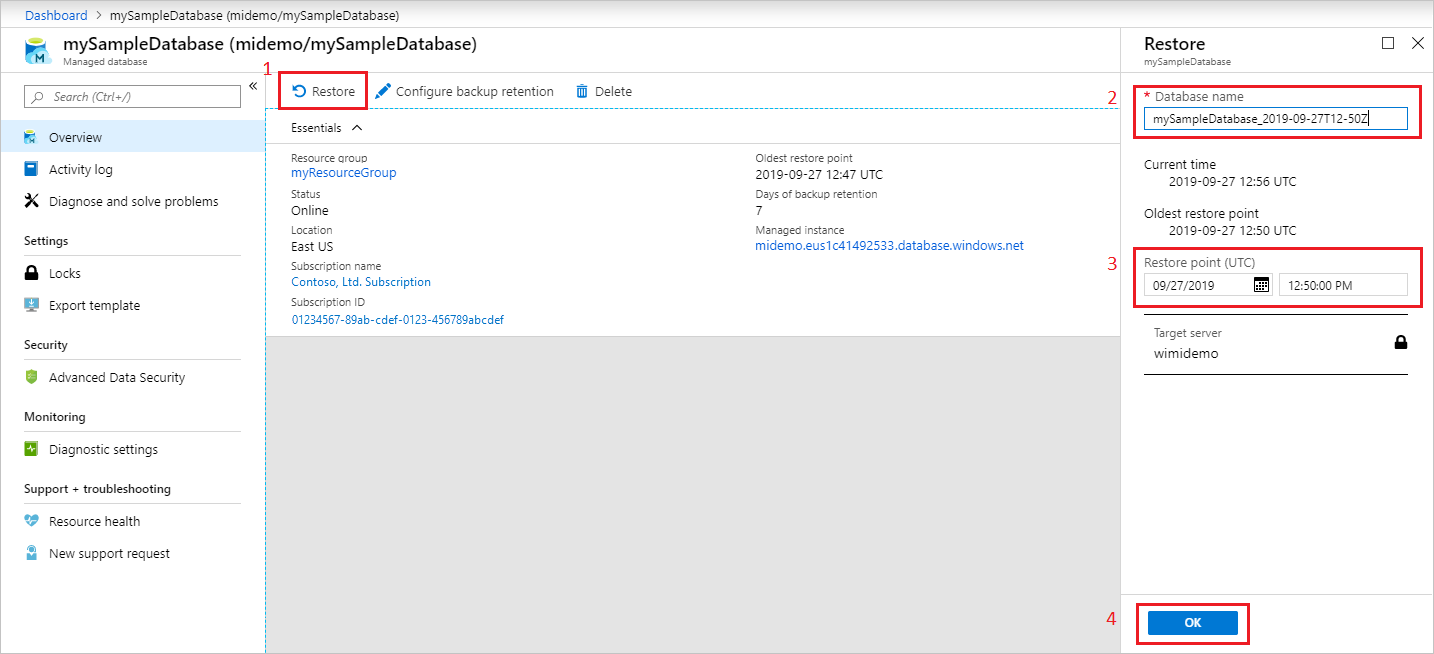 Dashboard > mySampleDatabase (midemo/mySampleDatabase)
mySampleDatabase (midemo/mySampleDatabase)
Managed database
Search (Ctrl+/)
«
Overview
Activity log
Diagnose and solve problems
Settings
Locks
Export template
Security
Advanced Data Security
Monitoring
Diagnostic settings
Support + troubleshooting
Resource health
New support request
1
Restore
Configure backup retention
Delete
Essentials
Resource group
myResourceGroup
Status
Online
Location
East US
Subscription name
Contoso, Ltd. Subscription
Subscription ID
01234567-89ab-cdef-0123-456789abcdef
Oldest restore point
2019-09-27 12:47 UTC
Days of backup retention
7
Managed instance
midemo.eus1c41492533.database.windows.net
Restore
mySampleDatabase
2
* Database name
mySampleDatabase_2019-09-27T12-50Z
Current time
2019-09-27 12:56 UTC
Oldest restore point
2019-09-27 12:50 UTC
3
Restore point (UTC)
09/27/2019 12:50:00 PM
Target server
wimidemo
4
OK